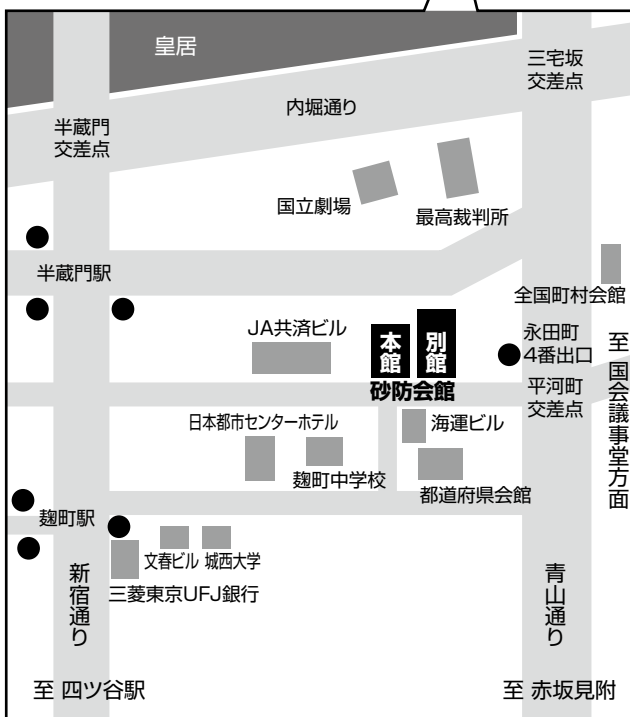 皇居
三宅坂
交差点
内堀通り
半蔵門
交差点
国立劇場
最高裁判所
半蔵門駅
全国町村会館
JA共済ビル
本館
別館
永田町
4番出口
至 国会議事堂方面
砂防会館
平河町
交差点
日本都市センターホテル
海運ビル
麹町中学校
都道府県会館
麹町駅
文春ビル
城西大学
三菱東京UFJ銀行
新宿通り
青山通り
至 四ツ谷駅
至 赤坂見附